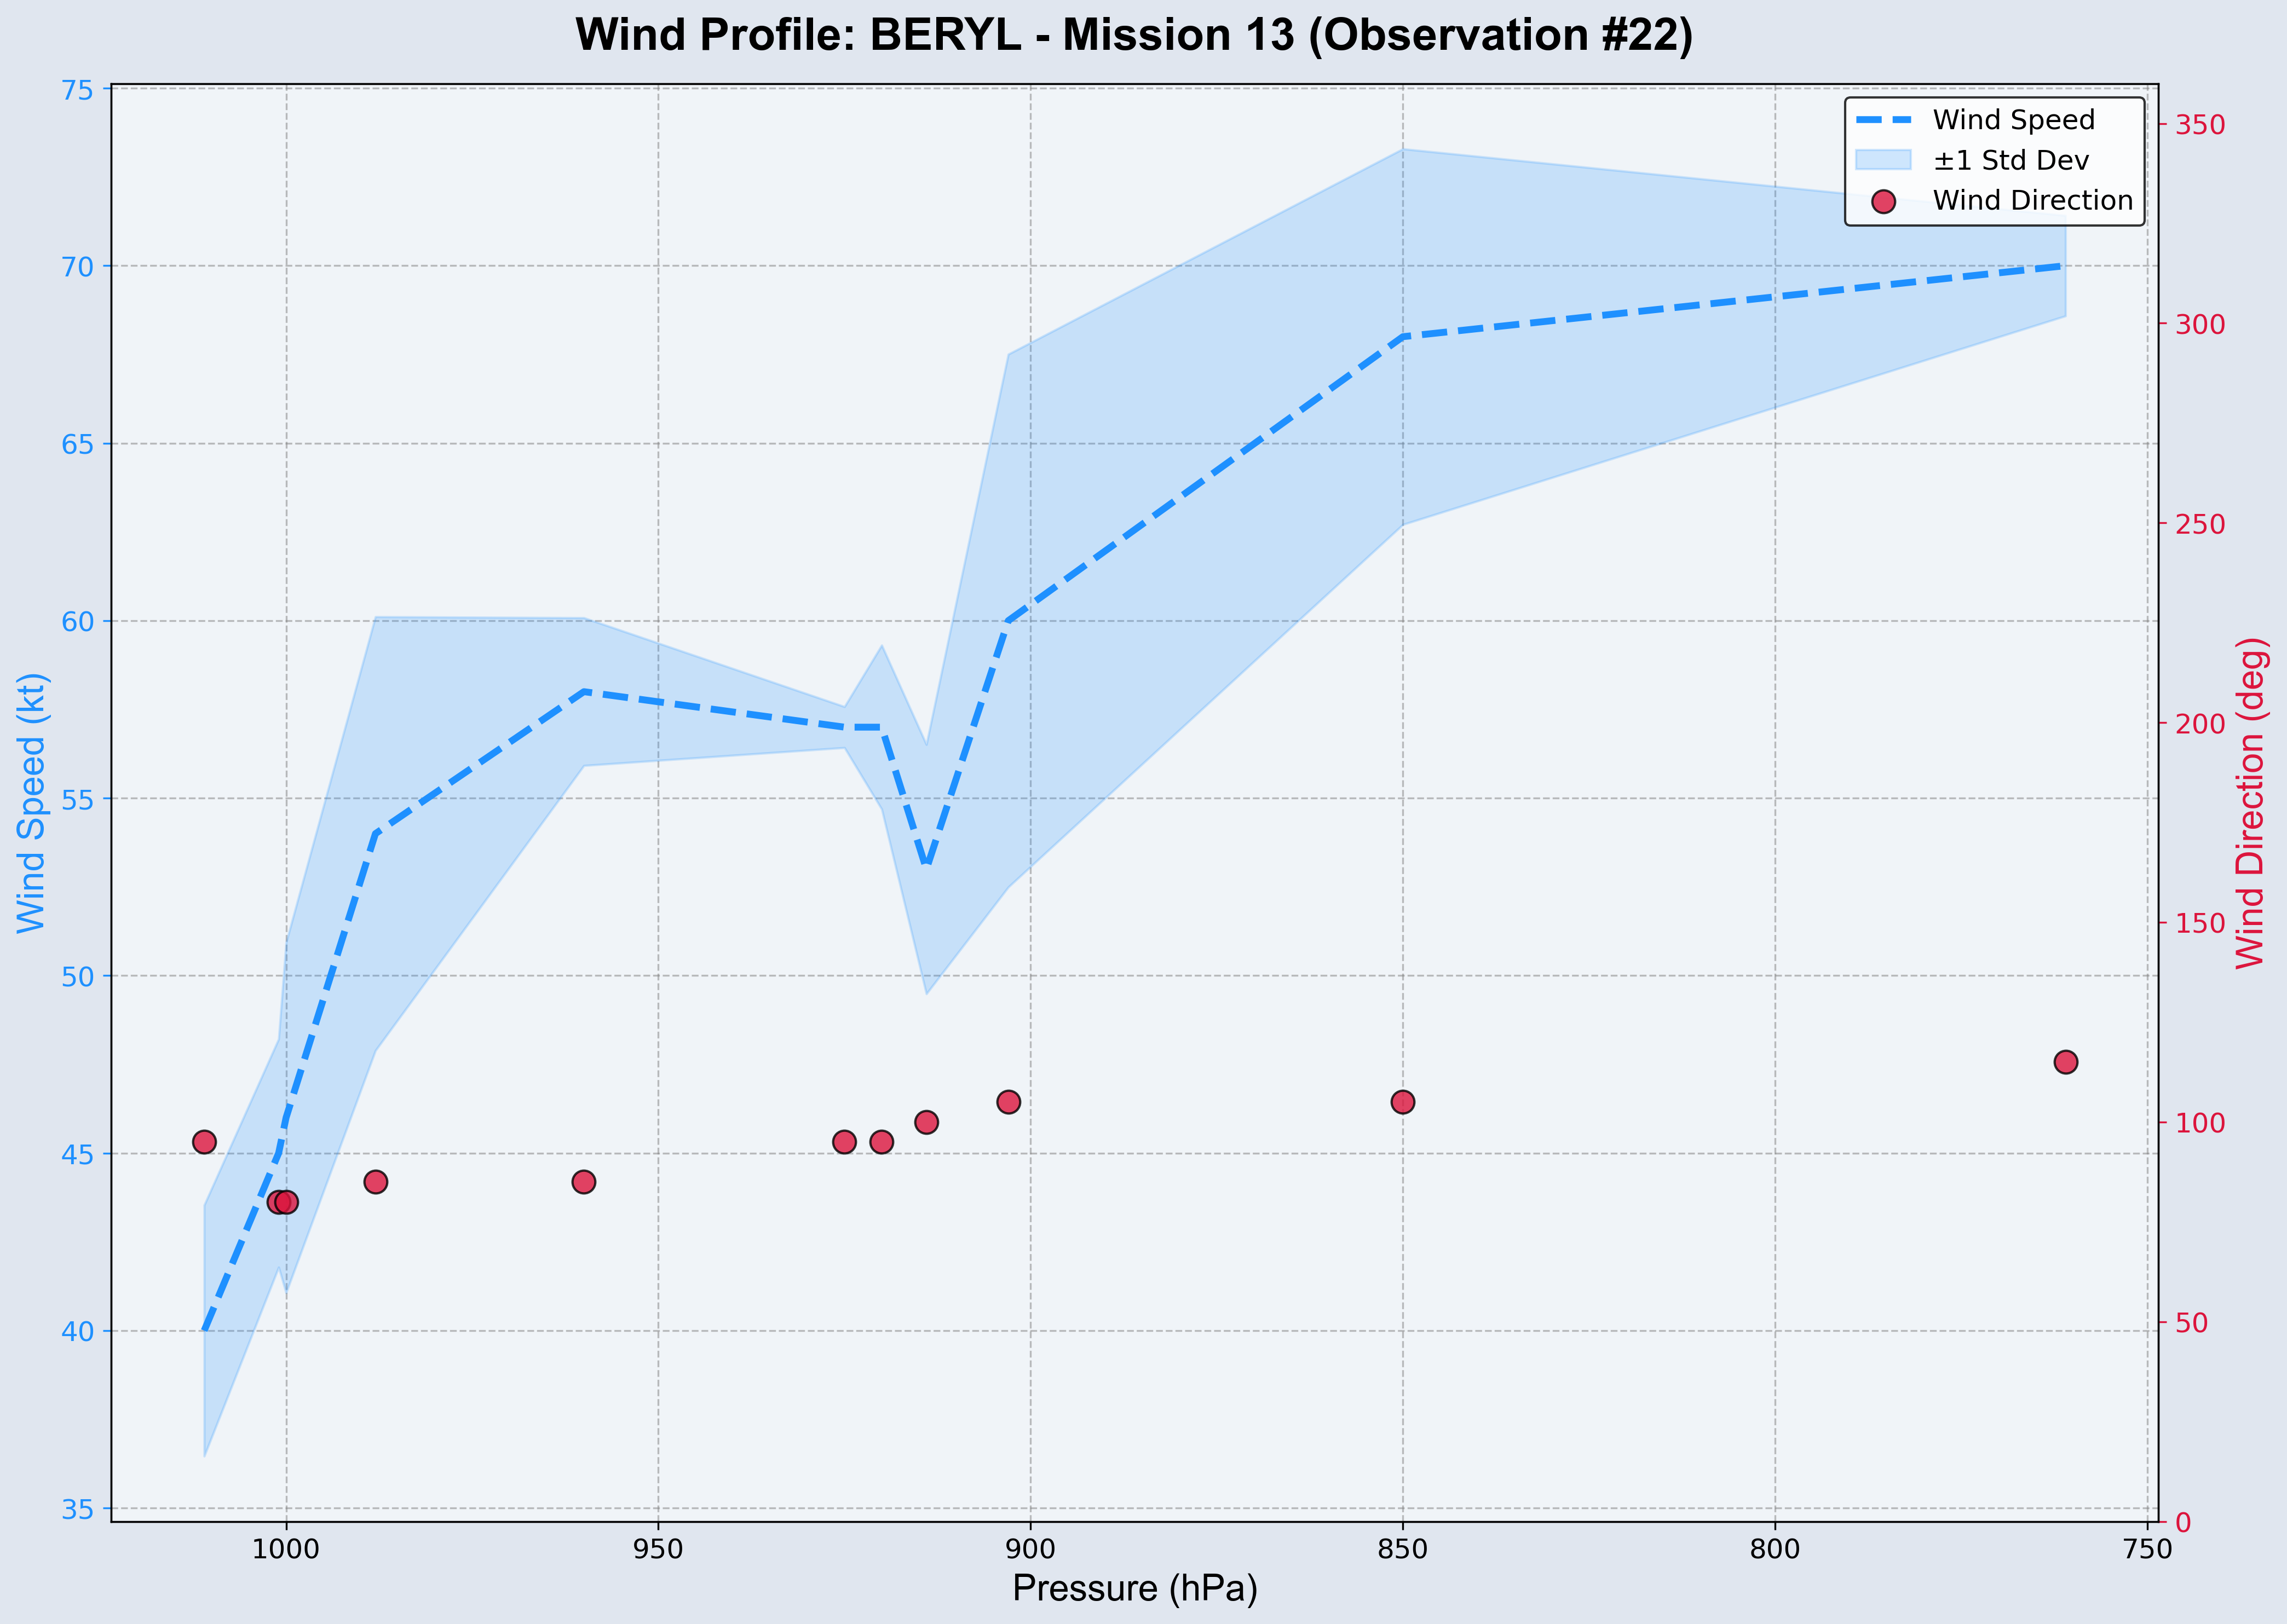 Wind Profile: BERYL - Mission 13 (Observation #22)
Wind Speed
±1 Std Dev
Wind Direction
Wind Speed (kt)
75
70
65
60
55
50
45
40
35
350
300
250
200
150
100
50
0
Wind Direction (deg)
1000 950 900 850 800 750
Pressure (hPa)